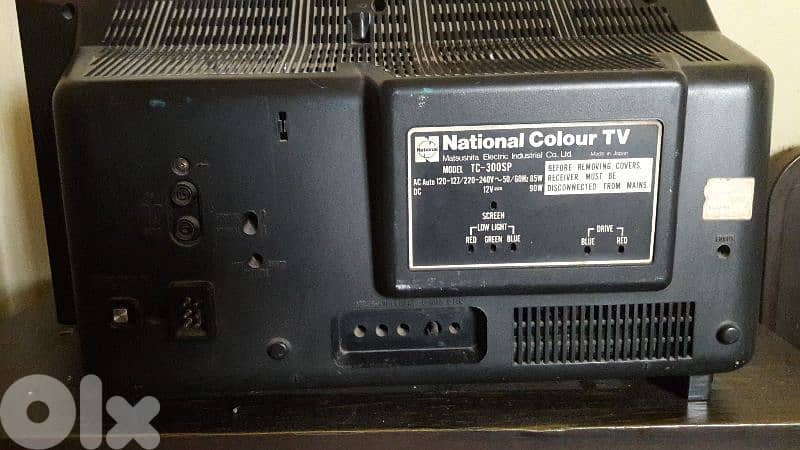 National Colour TV
National
Matsushita Electric Industrial Co. Ltd. Made in Japan
MODEL TC-300SP
AC Auto 120-127/220-240V~50/60Hz 85W
DC 12V 90W
BEFORE REMOVING COVERS,
RECEIVER MUST BE
DISCONNECTED FROM MAINS.
SCREEN
LOW LIGHT
DRIVE
RED GREEN BLUE
BLUE RED
FOCUS
Olx